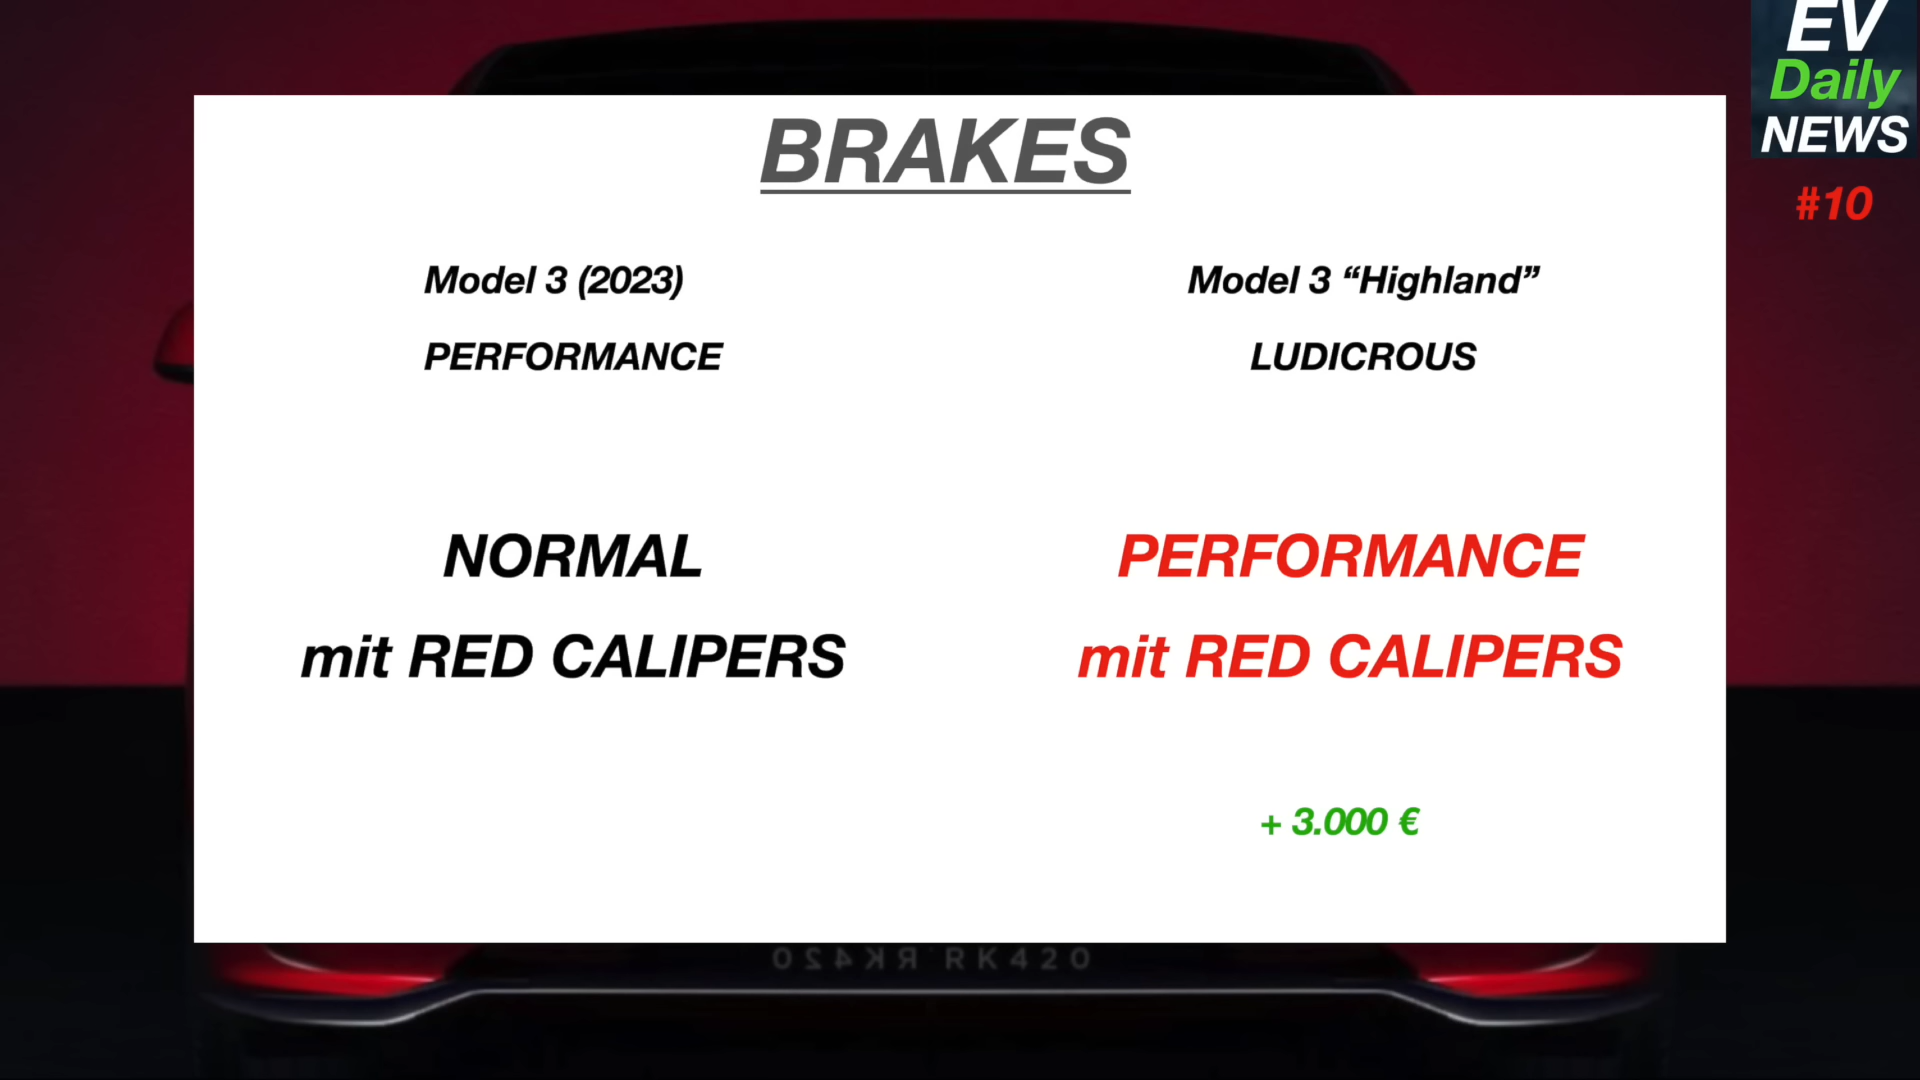 EV
Daily
NEWS
#10
BRAKES
Model 3 (2023)
Model 3 “Highland”
PERFORMANCE
LUDICROUS
NORMAL
PERFORMANCE
mit RED CALIPERS
mit RED CALIPERS
+ 3.000 €
RK420